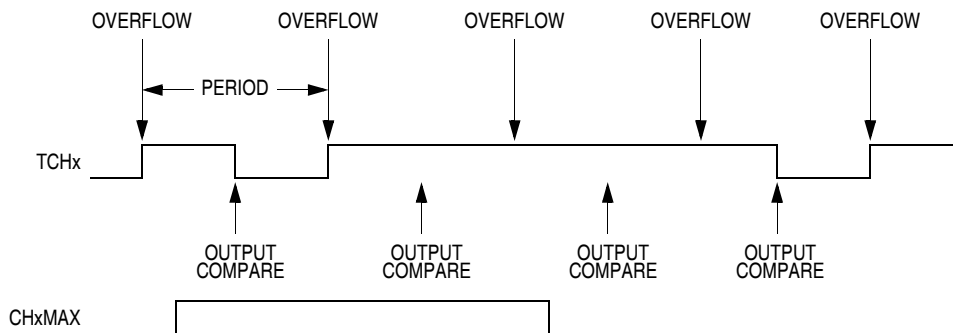 OVERFLOW OVERFLOW OVERFLOW OVERFLOW OVERFLOW
PERIOD
TCHx
OUTPUT OUTPUT OUTPUT OUTPUT
COMPARE COMPARE COMPARE COMPARE
CHxMAX